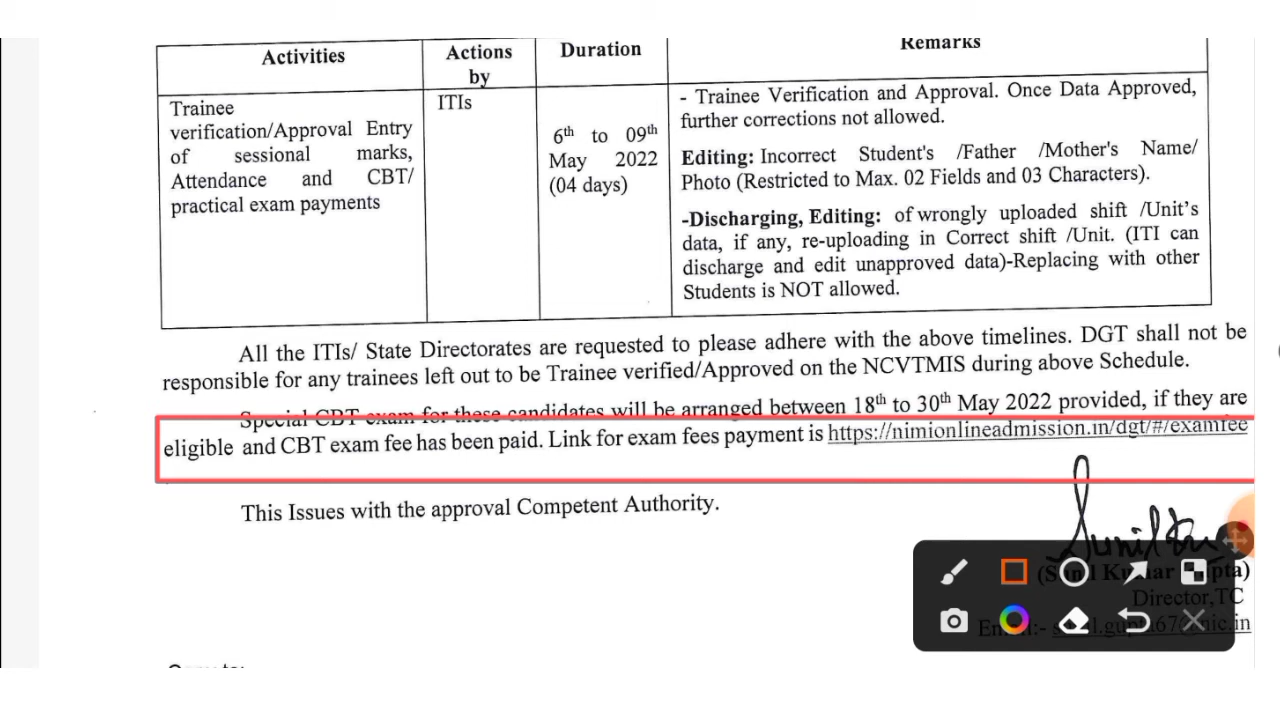 Activities
Actions by
Duration
Remarks
Trainee
verification/Approval Entry
of sessional marks,
Attendance and CBT/
practical exam payments
ITIs
6th to 09th
May 2022
(04 days)
- Trainee Verification and Approval. Once Data Approved,
further corrections not allowed.
Editing: Incorrect Student's /Father /Mother's Name/
Photo (Restricted to Max. 02 Fields and 03 Characters).
-Discharging, Editing: of wrongly uploaded shift /Unit's
data, if any, re-uploading in Correct shift /Unit. (ITI can
discharge and edit unapproved data)-Replacing with other
Students is NOT allowed.
All the ITIs/ State Directorates are requested to please adhere with the above timelines. DGT shall not be
responsible for any trainees left out to be Trainee verified/Approved on the NCVTMIS during above Schedule.
Special CBT exam for these candidates will be arranged between 18th to 30th May 2022 provided, if they are
eligible and CBT exam fee has been paid. Link for exam fees payment is https://nimionlineadmission.in/dgt/#/examfee
This Issues with the approval Competent Authority.
Director,TC